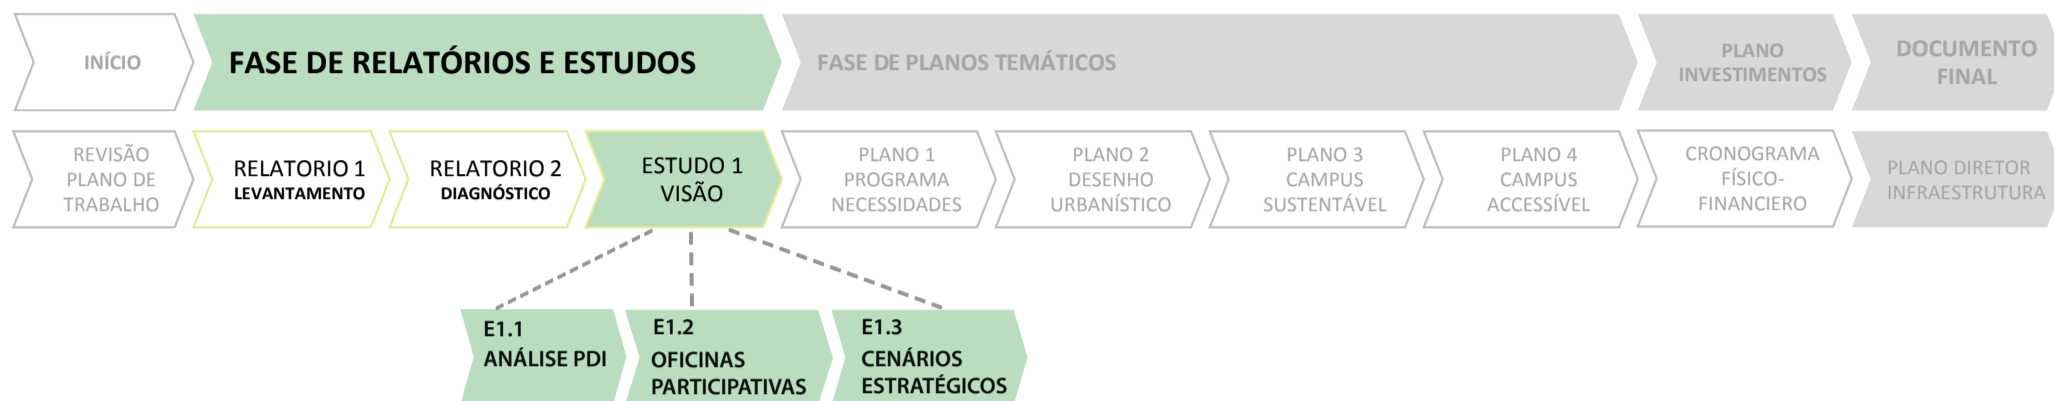 INÍCIO
FASE DE RELATÓRIOS E ESTUDOS
FASE DE PLANOS TEMÁTICOS
PLANO
INVESTIMENTOS
DOCUMENTO
FINAL
REVISÃO
PLANO DE
TRABALHO
RELATORIO 1
LEVANTAMENTO
RELATORIO 2
DIAGNÓSTICO
ESTUDO 1
VISÃO
PLANO 1
PROGRAMA
NECESSIDADES
PLANO 2
DESENHO
URBANÍSTICO
PLANO 3
CAMPUS
SUSTENTÁVEL
PLANO 4
CAMPUS
ACCESSÍVEL
CRONOGRAMA
FÍSICO-
FINANCIERO
PLANO DIRETOR
INFRAESTRUTURA
E1.1
ANÁLISE PDI
E1.2
OFICINAS
PARTICIPATIVAS
E1.3
CENÁRIOS
ESTRATÉGICOS